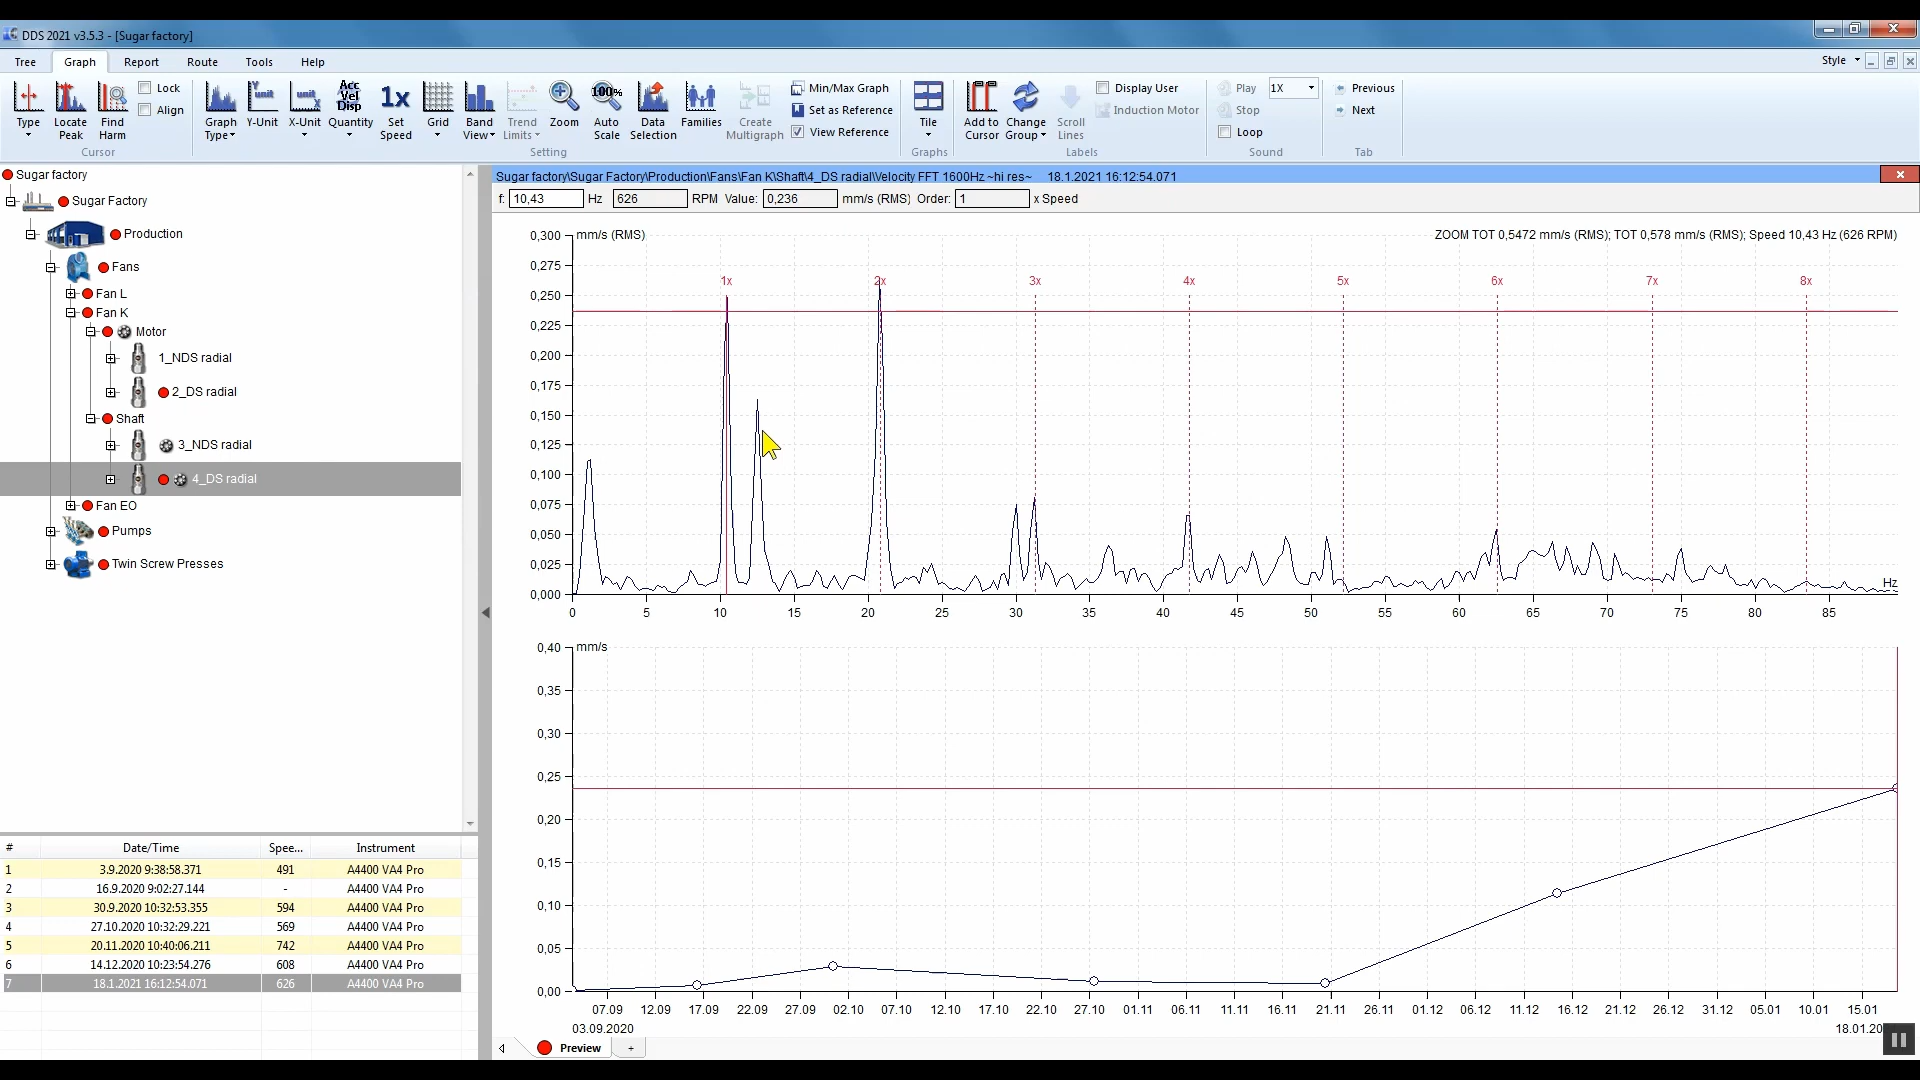 DDS 2021 v3.5.3 - [Sugar factory]
Tree Graph Report Route Tools Help Style
Type Locate Peak Find Harm Lock Align
Cursor
Graph Type Y-Unit X-Unit Acc Vel Disp Quantity 1x Set Speed Grid Band View Trend Limits Zoom 100% Auto Scale Data Selection Families Create Multigraph
Min/Max Graph
Set as Reference
View Reference
Setting
Tile
Graphs
Add to Cursor Change Group Scroll Lines Display User Induction Motor
Labels
Play 1X
Stop
Loop
Sound
Previous
Next
Tab
Sugar factory
Sugar Factory
Production
Fans
Fan L
Fan K
Motor
1_NDS radial
2_DS radial
Shaft
3_NDS radial
4_DS radial
Fan EO
Pumps
Twin Screw Presses
# Date/Time Spee... Instrument
1 3.9.2020 9:38:58.371 491 A4400 VA4 Pro
2 16.9.2020 9:02:27.144 - A4400 VA4 Pro
3 30.9.2020 10:32:53.355 594 A4400 VA4 Pro
4 27.10.2020 10:32:29.221 569 A4400 VA4 Pro
5 20.11.2020 10:40:06.211 742 A4400 VA4 Pro
6 14.12.2020 10:23:54.276 608 A4400 VA4 Pro
7 18.1.2021 16:12:54.071 626 A4400 VA4 Pro
Sugar factory\Sugar Factory\Production\Fans\Fan K\Shaft\4_DS radial\Velocity FFT 1600Hz ~hi res~ 18.1.2021 16:12:54.071
f: 10,43 Hz 626 RPM Value: 0,236 mm/s (RMS) Order: 1 x Speed
mm/s (RMS)
ZOOM TOT 0,5472 mm/s (RMS); TOT 0,578 mm/s (RMS); Speed 10,43 Hz (626 RPM)
0,300
0,275
1x 2x 3x 4x 5x 6x 7x 8x
0,250
0,225
0,200
0,175
0,150
0,125
0,100
0,075
0,050
0,025
0,000
Hz
0 5 10 15 20 25 30 35 40 45 50 55 60 65 70 75 80 85
0,40 mm/s
0,35
0,30
0,25
0,20
0,15
0,10
0,05
0,00
07.09 12.09 17.09 22.09 27.09 02.10 07.10 12.10 17.10 22.10 27.10 01.11 06.11 11.11 16.11 21.11 26.11 01.12 06.12 11.12 16.12 21.12 26.12 31.12 05.01 10.01 15.01
03.09.2020 18.01.20
Preview +